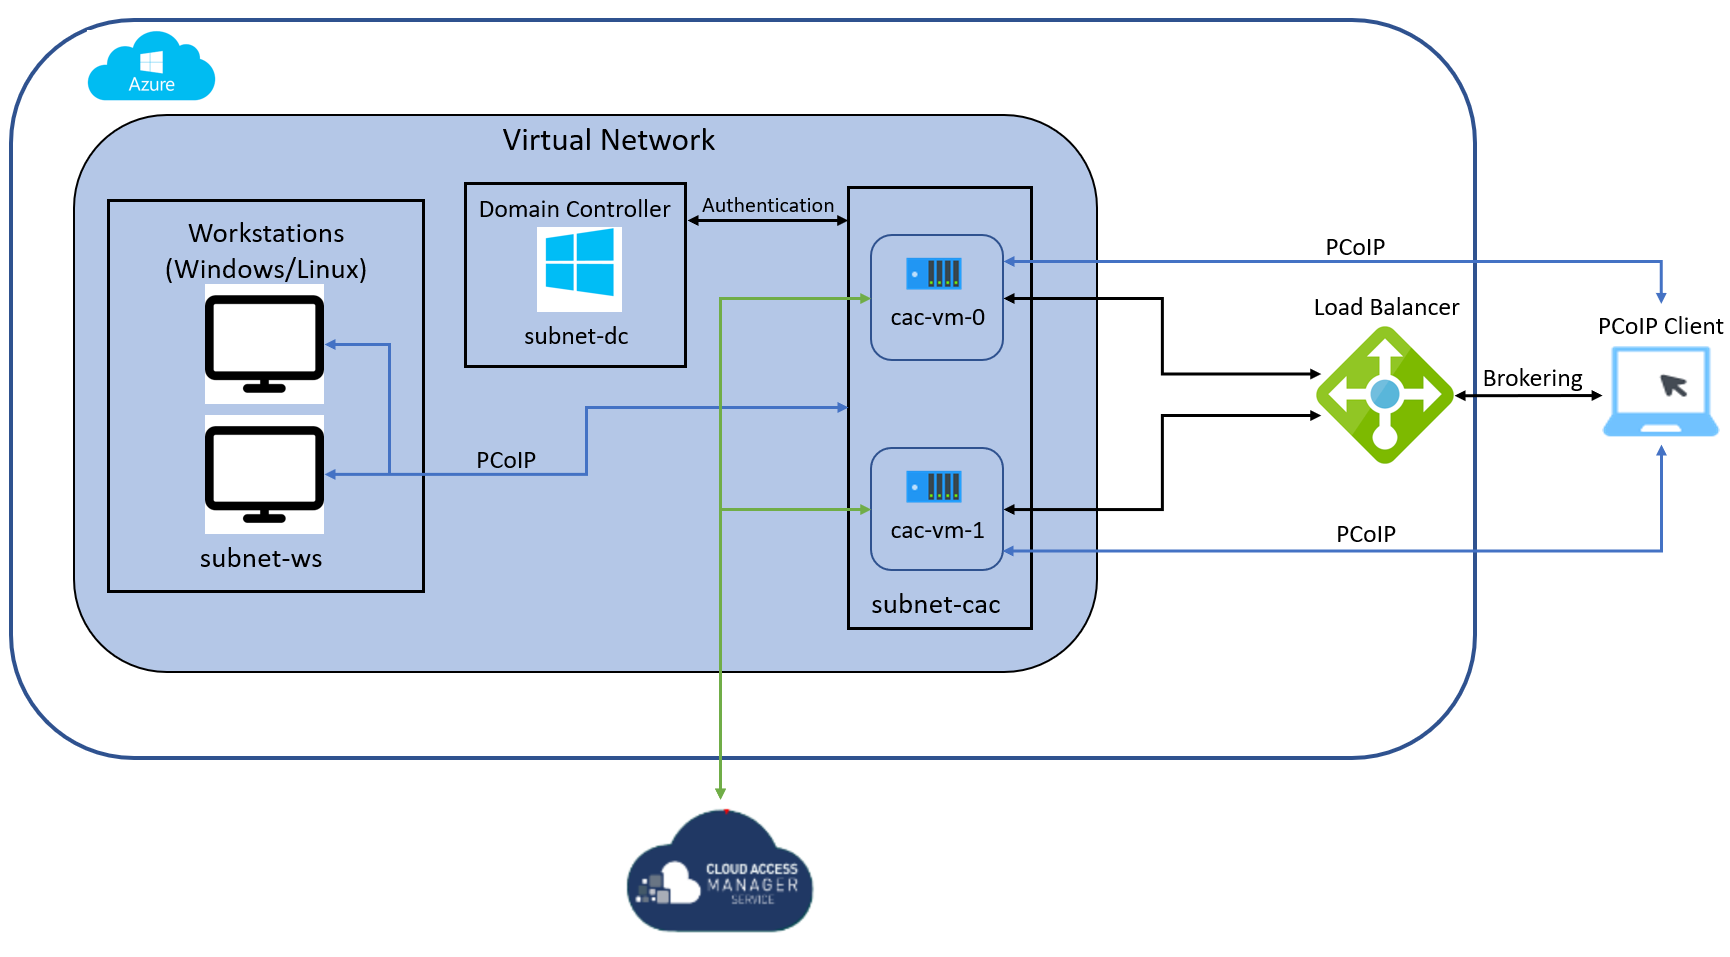 Azure
Virtual Network
Workstations
(Windows/Linux)
subnet-ws
Domain Controller
subnet-dc
Authentication
PCoIP
cac-vm-0
cac-vm-1
subnet-cac
PCoIP
Load Balancer
Brokering
PCoIP Client
PCoIP
CLOUD ACCESS
MANAGER
SERVICE